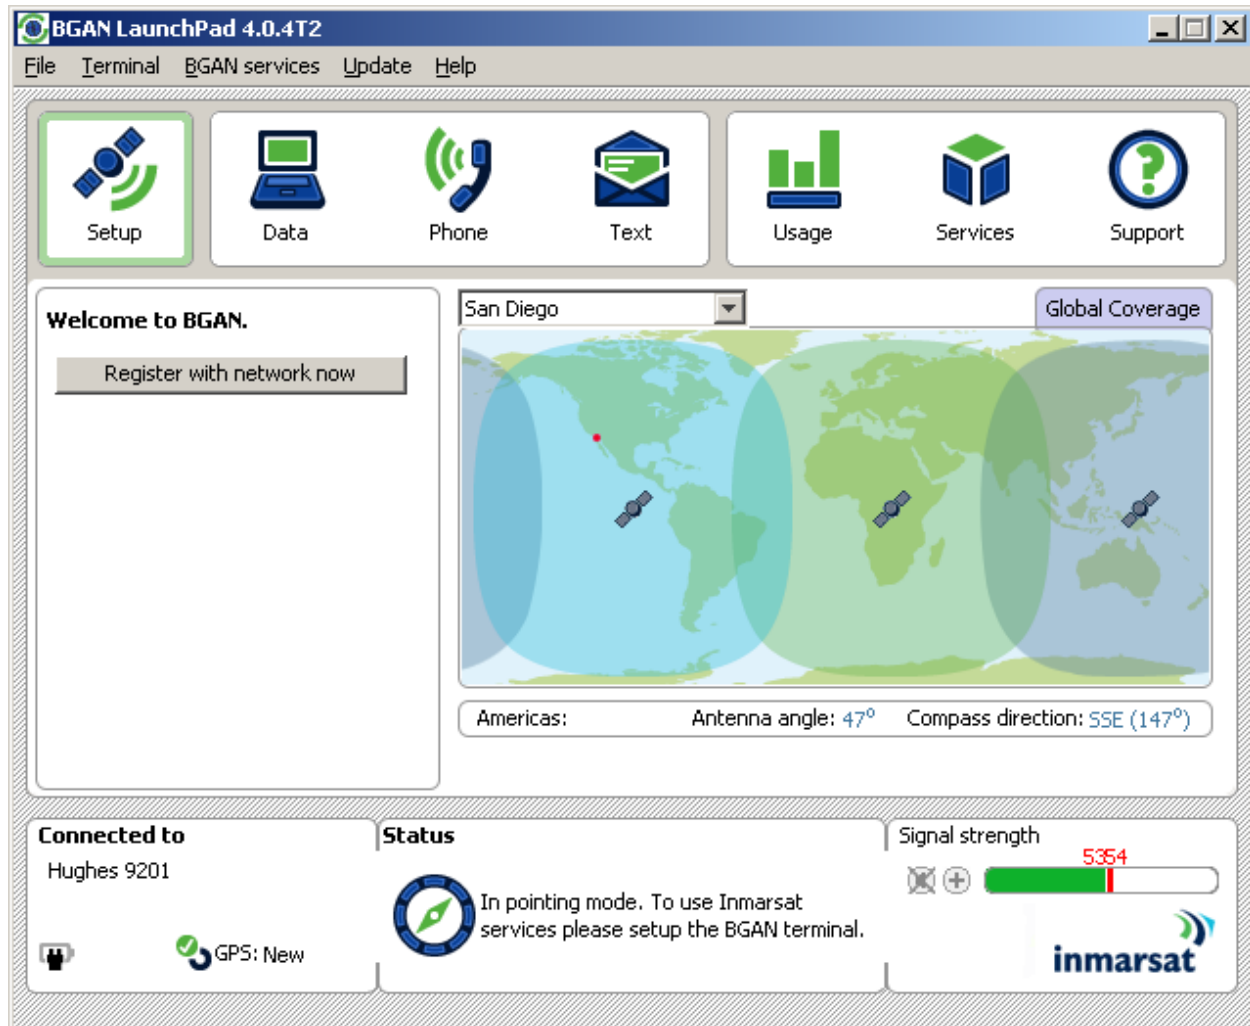 BGAN LaunchPad 4.0.4T2
File Terminal BGAN services Update Help
Setup Data Phone Text Usage Services Support
Welcome to BGAN.
Register with network now
San Diego
Global Coverage
Americas: Antenna angle: 47° Compass direction: SSE (147°)
Connected to
Hughes 9201
GPS: New
Status
In pointing mode. To use Inmarsat
services please setup the BGAN terminal.
Signal strength
5354
inmarsat